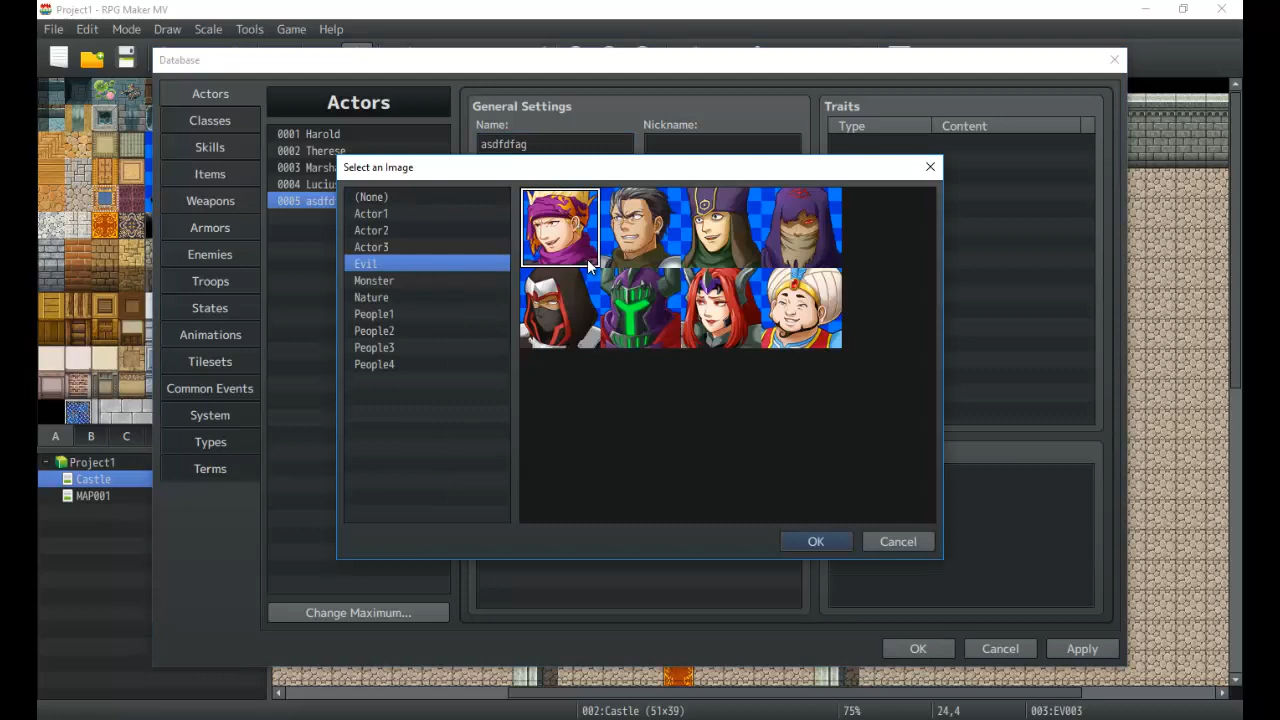 Project1 - RPG Maker MV
File Edit Mode Draw Scale Tools Game Help
Database
Actors
Classes
Skills
Items
Weapons
Armors
Enemies
Troops
States
Animations
Tilesets
Common Events
System
Types
Terms
Actors
0001 Harold
0002 Therese
0003 Marsha
0004 Lucius
0005 asdfd
Change Maximum...
General Settings
Name:
Nickname:
asdfdfag
Traits
Type Content
Select an Image
(None)
Actor1
Actor2
Actor3
Evil
Monster
Nature
People1
People2
People3
People4
OK Cancel
OK Cancel Apply
A B C
Project1
Castle
MAP001
002:Castle (51x39) 75% 24,4 003:EV003